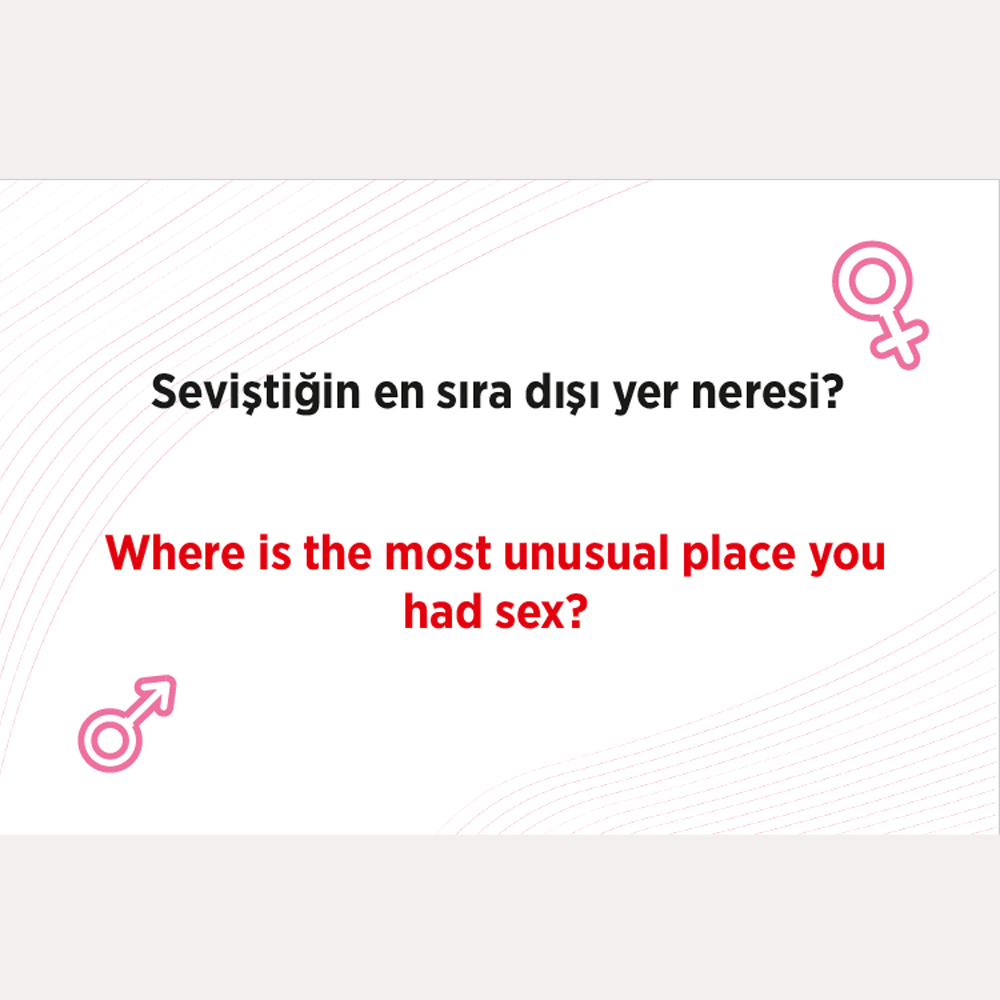 Seviştiğin en sıra dışı yer neresi?
Where is the most unusual place you
had sex?